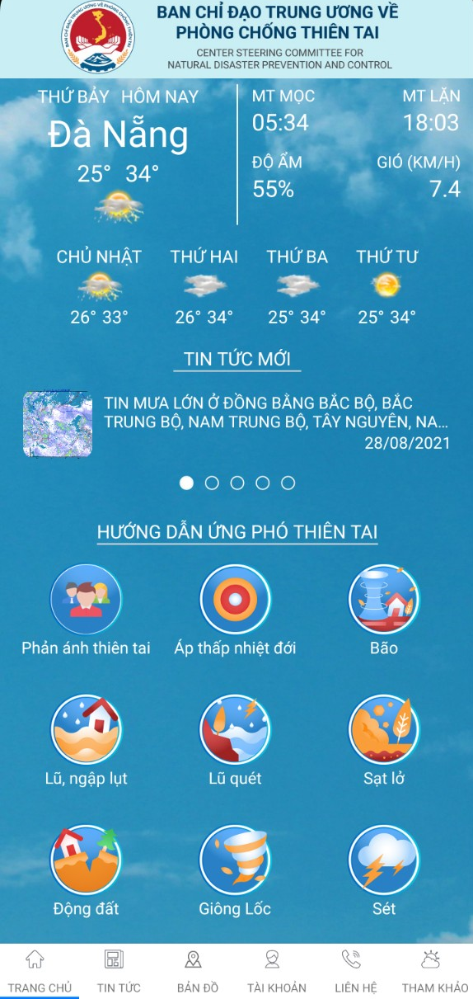 BAN CHỈ ĐẠO TRUNG ƯƠNG VỀ
PHÒNG CHỐNG THIÊN TAI
CENTER STEERING COMMITTEE FOR
NATURAL DISASTER PREVENTION AND CONTROL
THỨ BẢY HÔM NAY
Đà Nẵng
25° 34°
MT MỌC MT LẶN
05:34 18:03
ĐỘ ẨM GIÓ (KM/H)
55% 7.4
CHỦ NHẬT THỨ HAI THỨ BA THỨ TƯ
26° 33° 26° 34° 25° 34° 25° 34°
TIN TỨC MỚI
TIN MƯA LỚN Ở ĐỒNG BẰNG BẮC BỘ, BẮC
TRUNG BỘ, NAM TRUNG BỘ, TÂY NGUYÊN, NA...
28/08/2021
HƯỚNG DẪN ỨNG PHÓ THIÊN TAI
Phản ánh thiên tai Áp thấp nhiệt đới Bão
Lũ, ngập lụt Lũ quét Sạt lở
Động đất Giông Lốc Sét
TRANG CHỦ TIN TỨC BẢN ĐỒ TÀI KHOẢN LIÊN HỆ THAM KHẢO